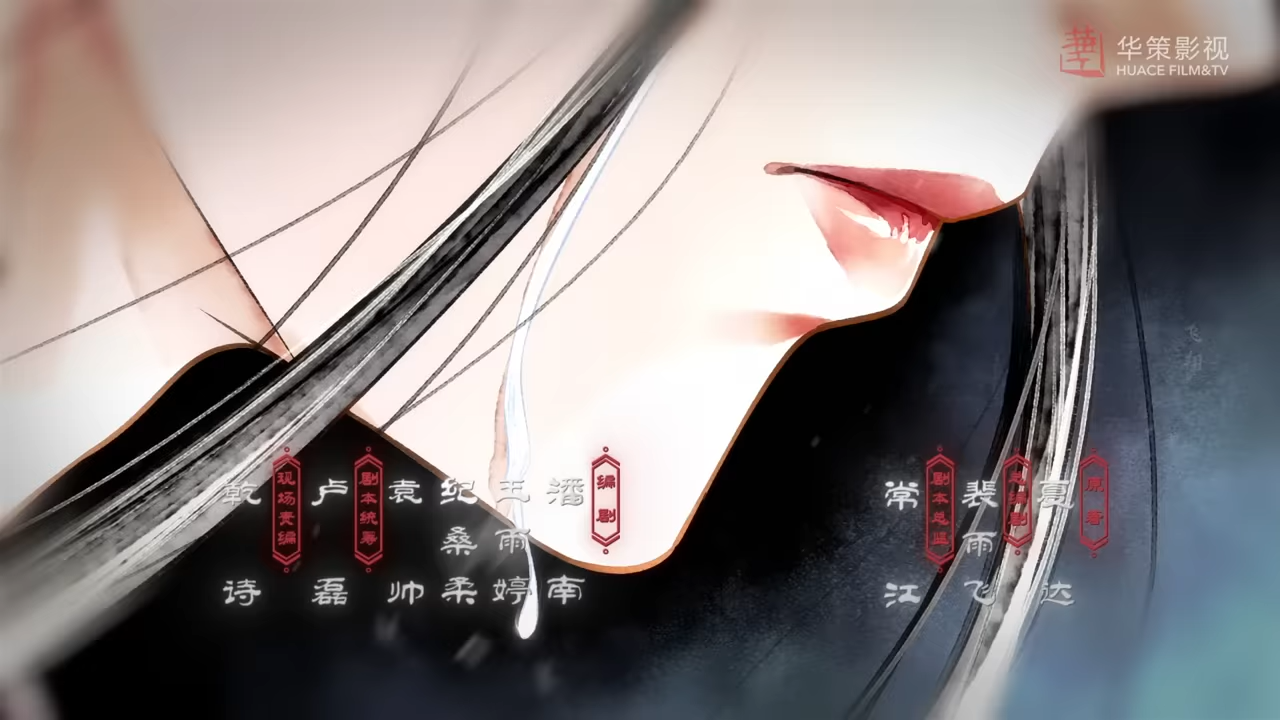 华策影视
HUACE FILM&TV
原著
夏达
总编剧
裴雨飞
剧本总监
常江
编剧
潘南
王雨婷
纪桑柔
袁帅
剧本统筹
卢磊
现场责编
乾诗